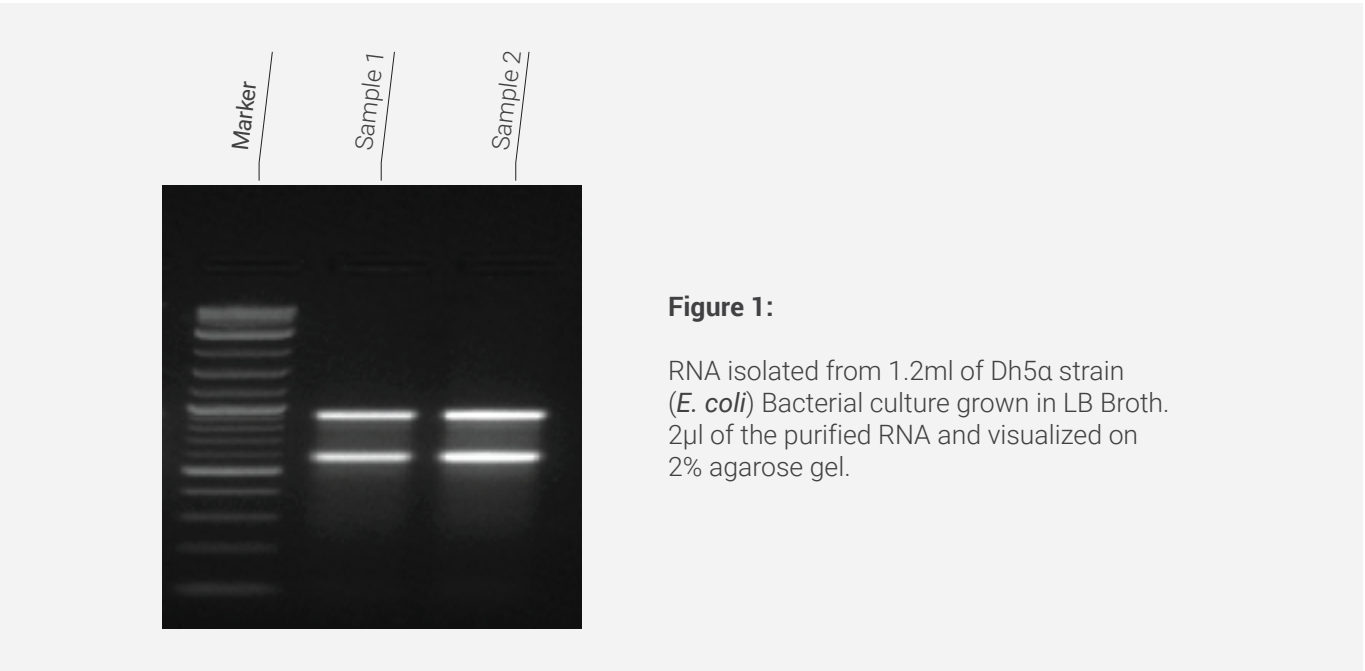 Marker
Sample 1
Sample 2
Figure 1:
RNA isolated from 1.2ml of Dh5α strain
(E. coli) Bacterial culture grown in LB Broth.
2µl of the purified RNA and visualized on
2% agarose gel.